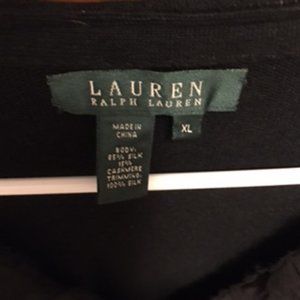 LAUREN
RALPH LAUREN
MADE IN
CHINA
XL
BODY:
85% SILK
15%
CASHMERE
TRIMMING:
100% SILK